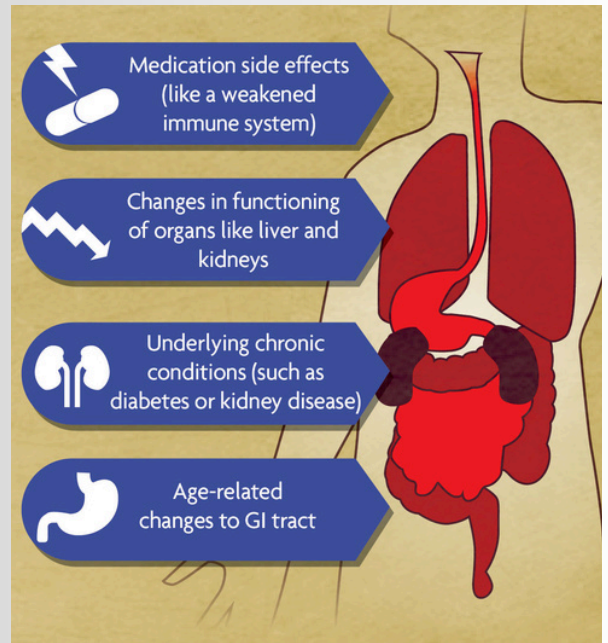 Medication side effects
(like a weakened
immune system)
Changes in functioning
of organs like liver and
kidneys
Underlying chronic
conditions (such as
diabetes or kidney disease)
Age-related
changes to GI tract